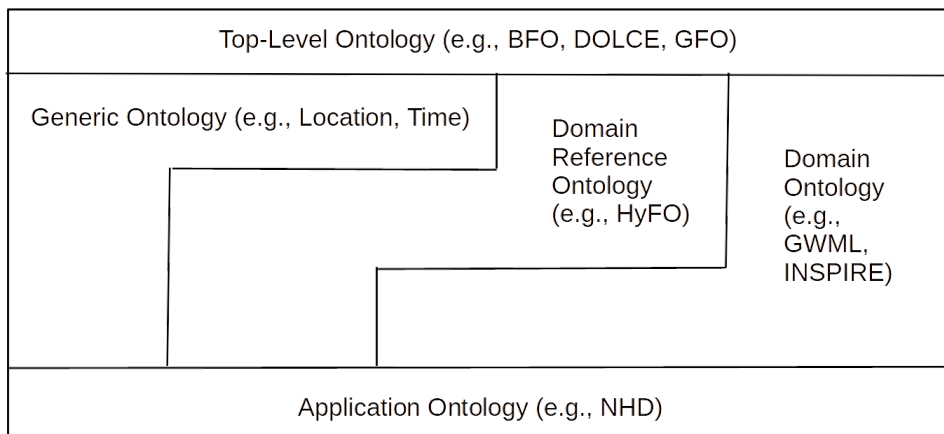 Top-Level Ontology (e.g., BFO, DOLCE, GFO)
Generic Ontology (e.g., Location, Time)
Domain
Reference
Ontology
(e.g., HyFO)
Domain
Ontology
(e.g.,
GWML,
INSPIRE)
Application Ontology (e.g., NHD)